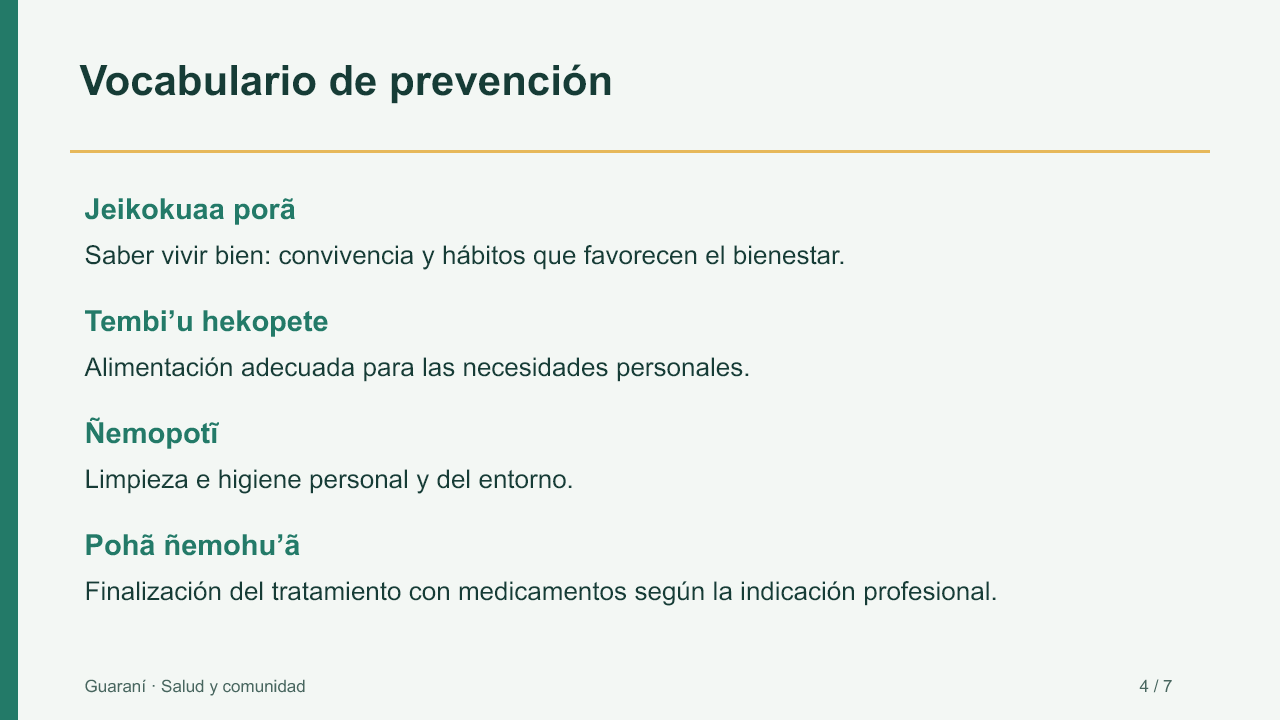 Vocabulario de prevención
Jeikokuaa porã
Saber vivir bien: convivencia y hábitos que favorecen el bienestar.
Tembi’u hekopete
Alimentación adecuada para las necesidades personales.
Ñemopotĩ
Limpieza e higiene personal y del entorno.
Pohã ñemohu’ã
Finalización del tratamiento con medicamentos según la indicación profesional.
Guaraní · Salud y comunidad
4 / 7